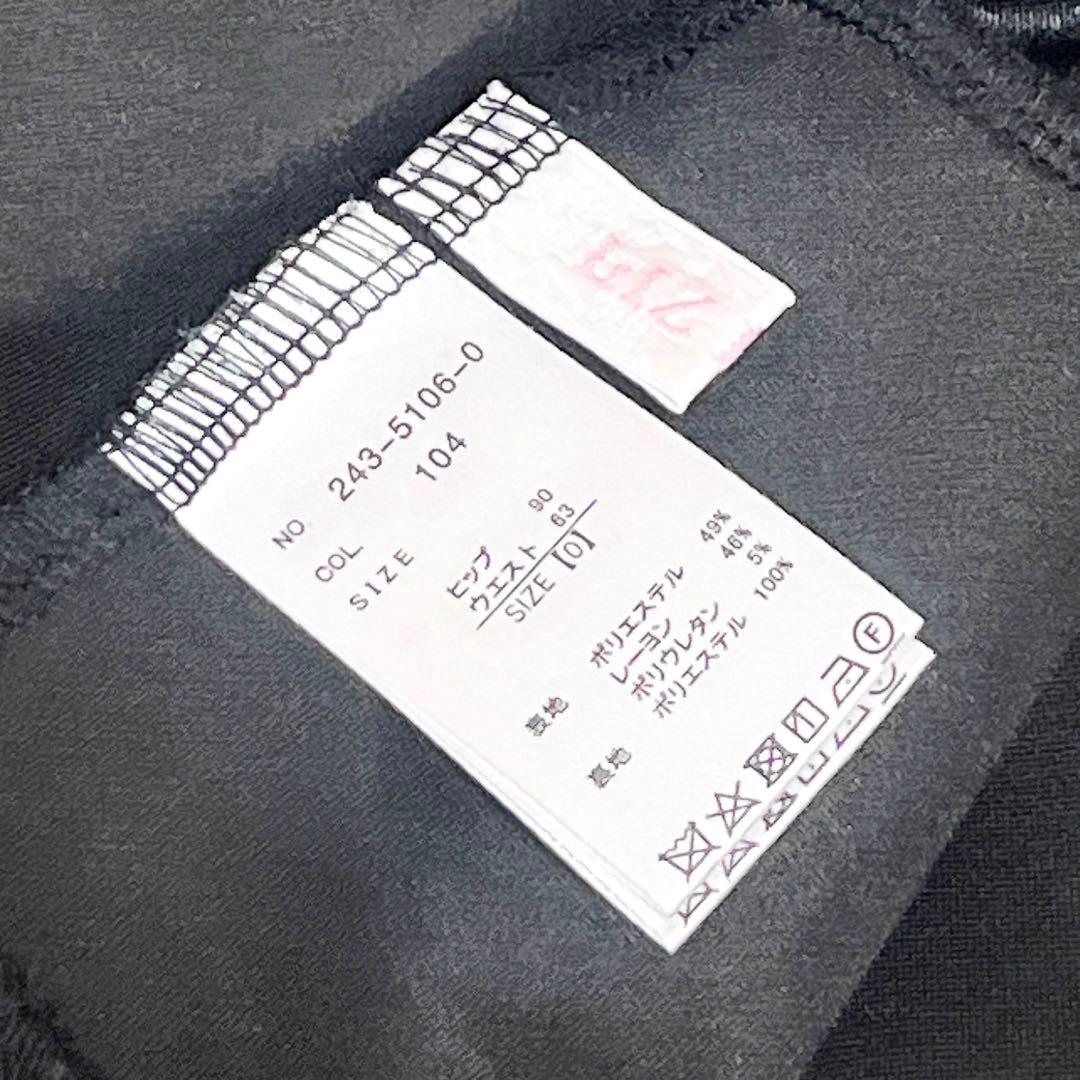 NO 243-5106-0
COL. 104
SIZE
ヒップ 90
ウエスト 63
SIZE【0】
表地 ポリエステル 49%
レーヨン 46%
ポリウレタン 5%
裏地 ポリエステル 100%
F